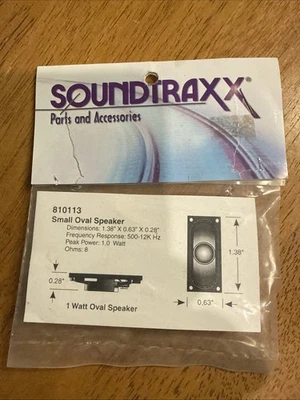 SOUNDTRAXX®
Parts and Accessories
810113
Small Oval Speaker
Dimensions: 1.38" X 0.63" X 0.28"
Frequency Response: 500-12K Hz
Peak Power: 1.0 Watt
Ohms: 8
0.28"
1.38"
1 Watt Oval Speaker
0.63"